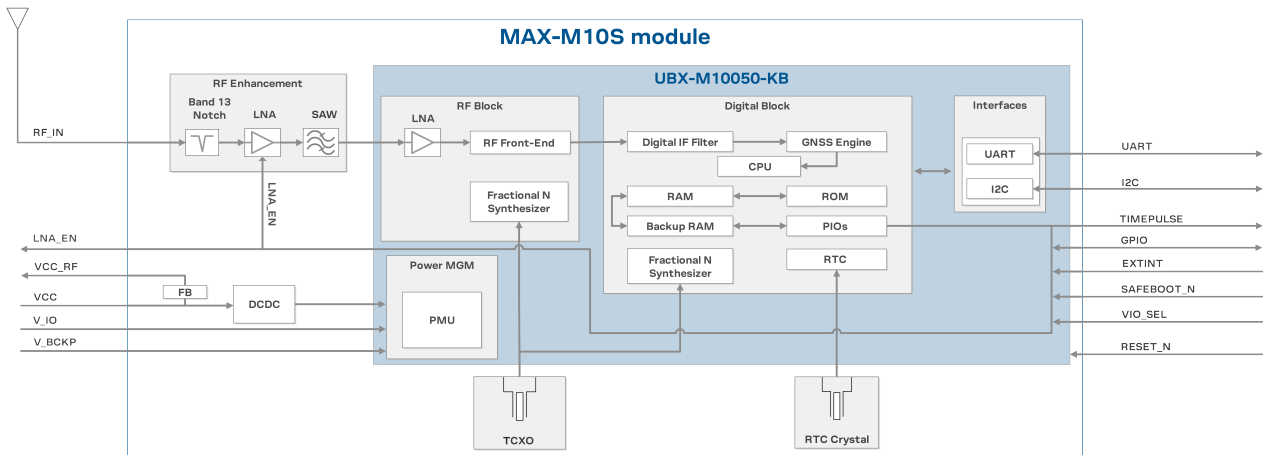 MAX-M10S module
UBX-M10050-KB
RF Enhancement
Band 13
Notch
LNA
SAW
LNA_EN
RF Block
LNA
RF Front-End
Fractional N
Synthesizer
Digital Block
Digital IF Filter
GNSS Engine
CPU
RAM
ROM
Backup RAM
PIOs
Fractional N
Synthesizer
RTC
Interfaces
UART
I2C
Power MGM
PMU
FB
DCDC
TCXO
RTC Crystal
RF_IN
LNA_EN
VCC_RF
VCC
V_IO
V_BCKP
UART
I2C
TIMEPULSE
GPIO
EXTINT
SAFEBOOT_N
VIO_SEL
RESET_N